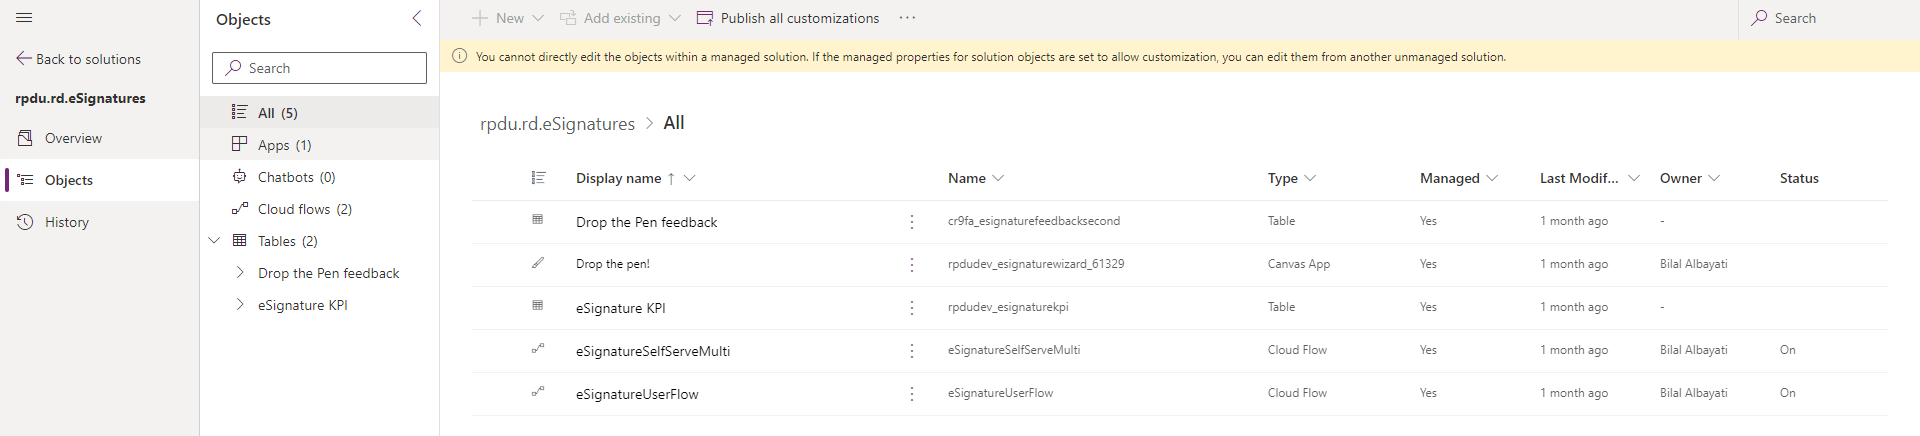 Back to solutions
rpdu.rd.eSignatures
Overview
Objects
History
Objects
Search
All (5)
Apps (1)
Chatbots (0)
Cloud flows (2)
Tables (2)
Drop the Pen feedback
eSignature KPI
New Add existing Publish all customizations ··· Search
You cannot directly edit the objects within a managed solution. If the managed properties for solution objects are set to allow customization, you can edit them from another unmanaged solution.
rpdu.rd.eSignatures > All
Display name ↑ Name Type Managed Last Modif... Owner Status
Drop the Pen feedback cr9fa_esignaturefeedbacksecond Table Yes 1 month ago -
Drop the pen! rpdudev_esignaturewizard_61329 Canvas App Yes 1 month ago Bilal Albayati
eSignature KPI rpdudev_esignaturekpi Table Yes 1 month ago -
eSignatureSelfServeMulti eSignatureSelfServeMulti Cloud Flow Yes 1 month ago Bilal Albayati On
eSignatureUserFlow eSignatureUserFlow Cloud Flow Yes 1 month ago Bilal Albayati On